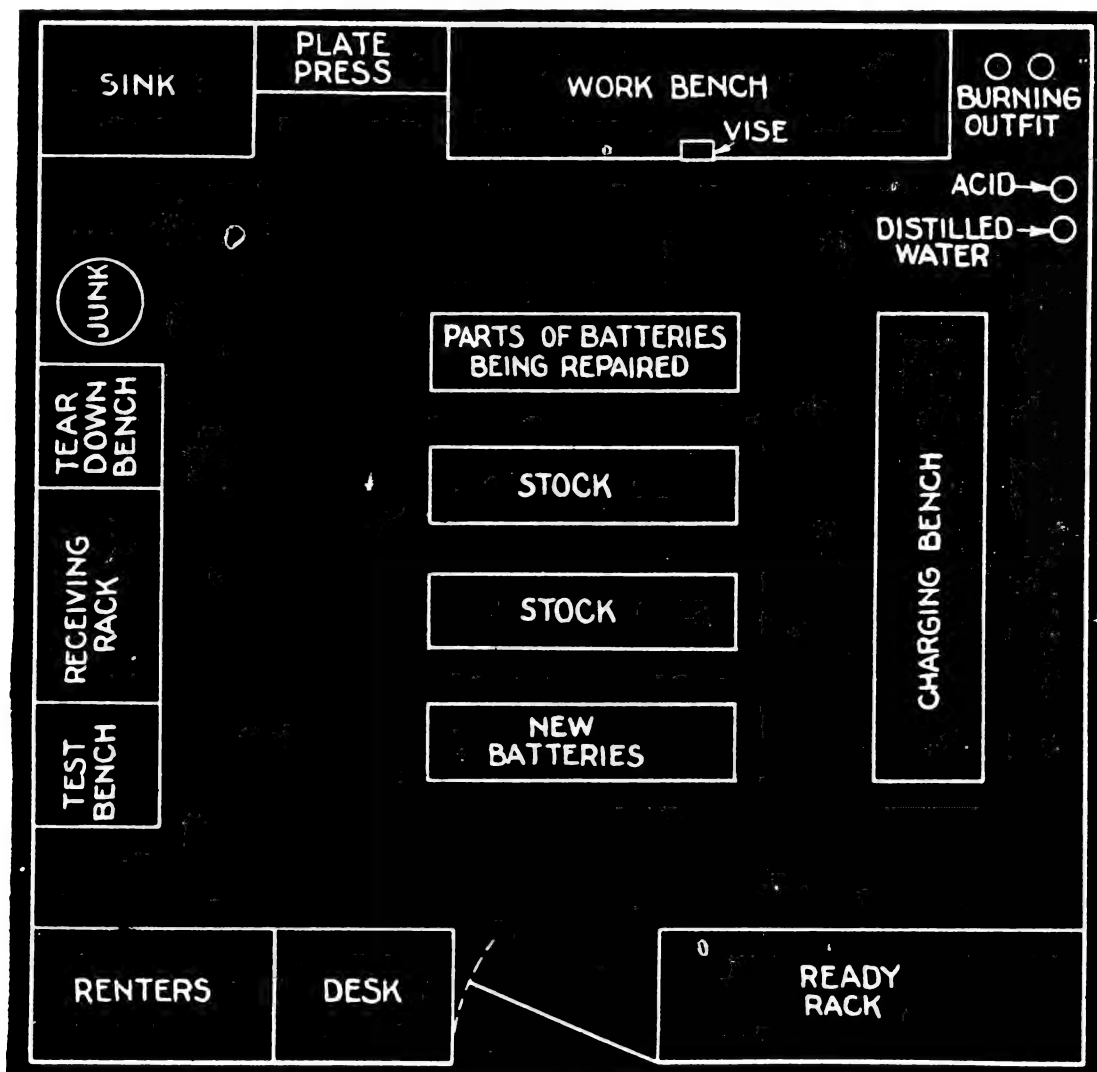 SINK
PLATE
PRESS
WORK BENCH
VISE
BURNING
OUTFIT
ACID
DISTILLED
WATER
JUNK
PARTS OF BATTERIES
BEING REPAIRED
TEAR
DOWN
BENCH
STOCK
RECEIVING
RACK
STOCK
CHARGING BENCH
TEST
BENCH
NEW
BATTERIES
RENTERS
DESK
READY
RACK